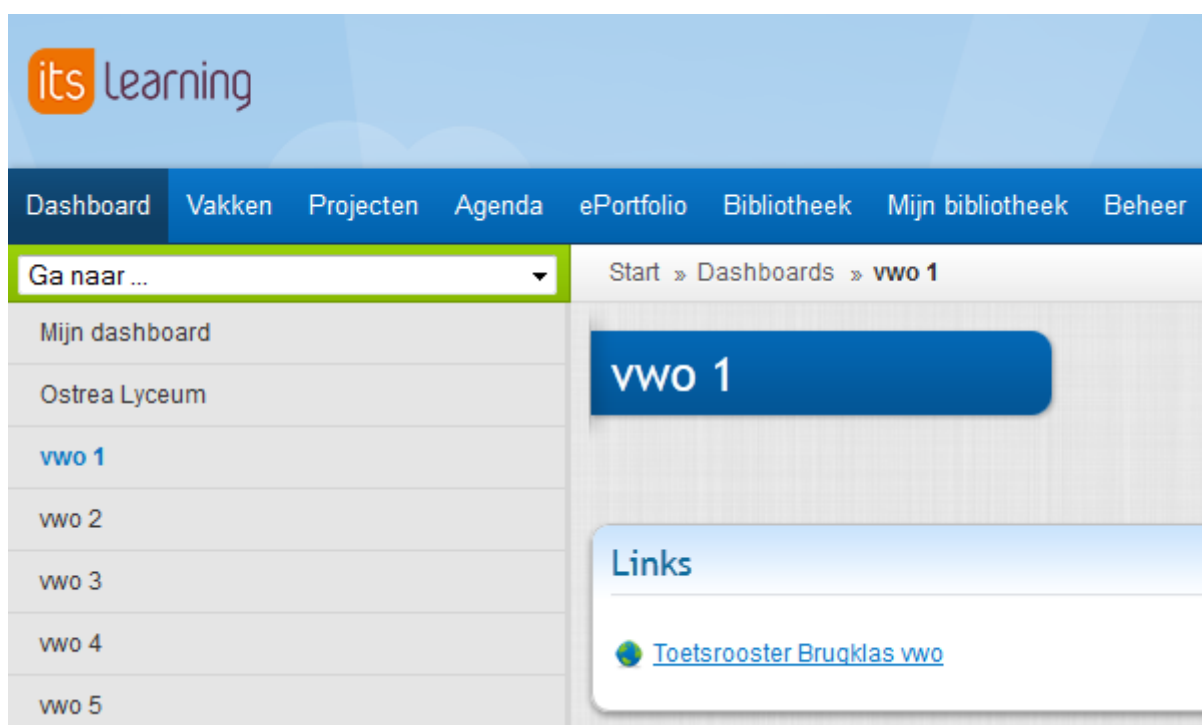 its learning
Dashboard Vakken Projecten Agenda ePortfolio Bibliotheek Mijn bibliotheek Beheer
Ga naar ...
Start » Dashboards » vwo 1
Mijn dashboard
Ostrea Lyceum
vwo 1
vwo 2
vwo 3
vwo 4
vwo 5
vwo 1
Links
Toetsrooster Brugklas vwo